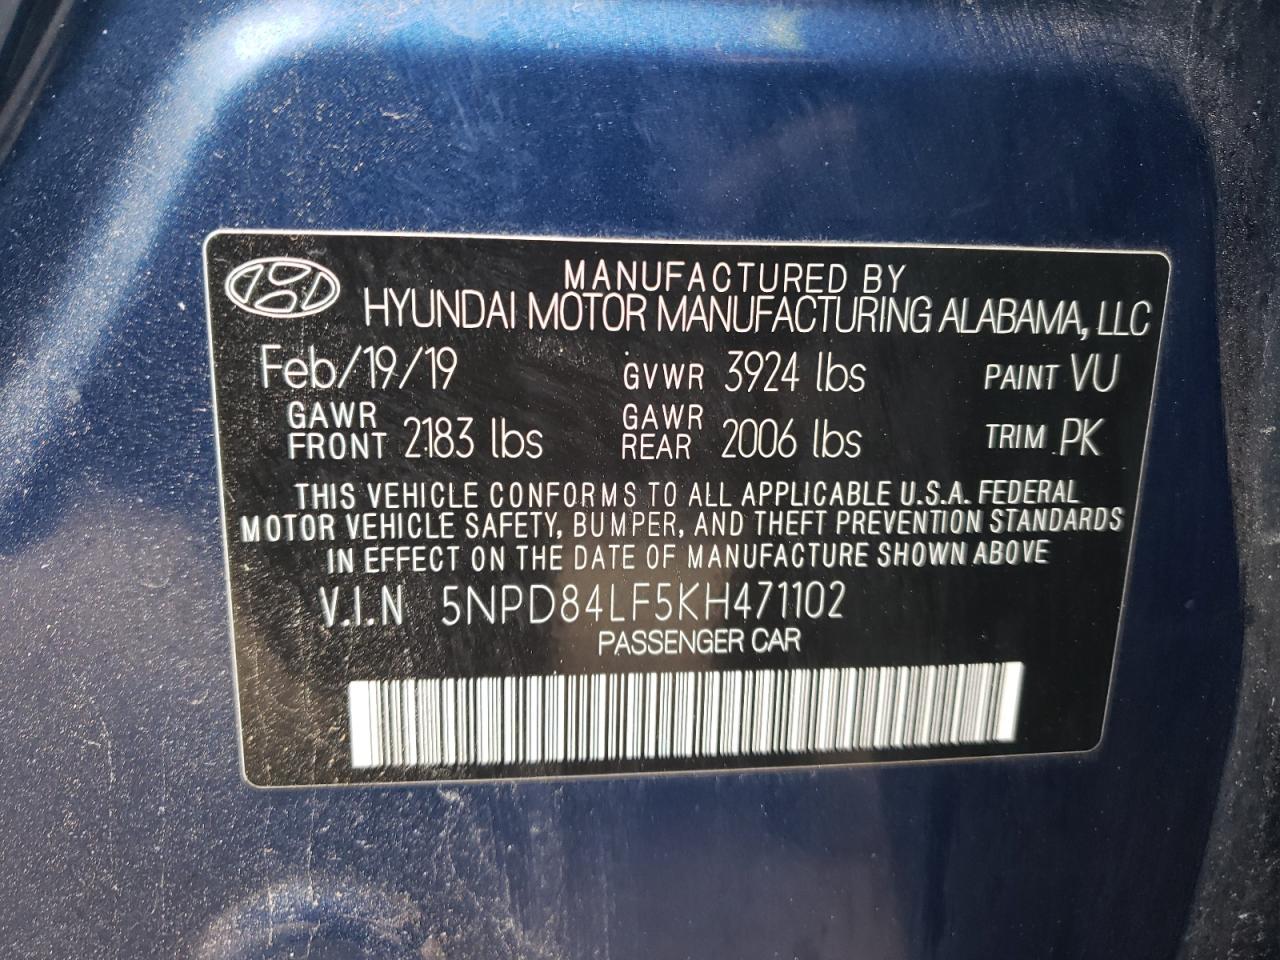 MANUFACTURED BY
HYUNDAI MOTOR MANUFACTURING ALABAMA, LLC
Feb/19/19 GVWR 3924 lbs PAINT VU
GAWR FRONT 2183 lbs GAWR REAR 2006 lbs TRIM PK
THIS VEHICLE CONFORMS TO ALL APPLICABLE U.S.A. FEDERAL
MOTOR VEHICLE SAFETY, BUMPER, AND THEFT PREVENTION STANDARDS
IN EFFECT ON THE DATE OF MANUFACTURE SHOWN ABOVE
V.I.N 5NPD84LF5KH471102
PASSENGER CAR